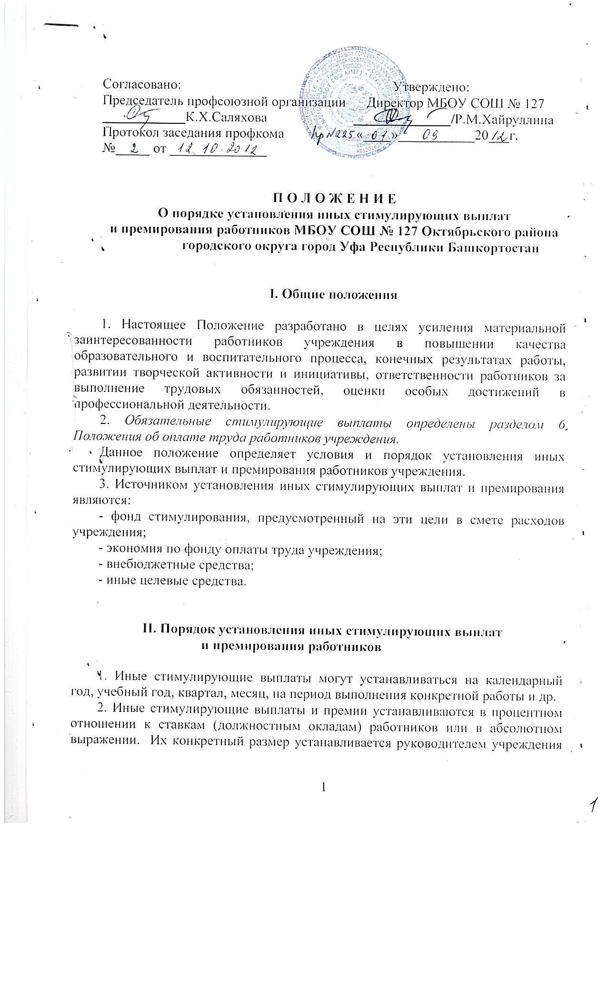 Согласовано:
Утверждено:
Председатель профсоюзной организации
Директор МБОУ СОШ № 127
_____________К.Х.Саляхова
_______________/Р.М.Хайруллина
Протокол заседания профкома
пр №225 «01» 09 2012г.
№ 2 от 12.10.2012
П О Л О Ж Е Н И Е
О порядке установления иных стимулирующих выплат
и премирования работников МБОУ СОШ № 127 Октябрьского района
городского округа город Уфа Республики Башкортостан
I. Общие положения
1. Настоящее Положение разработано в целях усиления материальной
заинтересованности работников учреждения в повышении качества
образовательного и воспитательного процесса, конечных результатах работы,
развитии творческой активности и инициативы, ответственности работников за
выполнение трудовых обязанностей, оценки особых достижений в
профессиональной деятельности.
2. Обязательные стимулирующие выплаты определены разделом 6,
Положения об оплате труда работников учреждения.
Данное положение определяет условия и порядок установления иных
стимулирующих выплат и премирования работников учреждения.
3. Источником установления иных стимулирующих выплат и премирования
являются:
- фонд стимулирования, предусмотренный на эти цели в смете расходов
учреждения;
- экономия по фонду оплаты труда учреждения;
- внебюджетные средства;
- иные целевые средства.
II. Порядок установления иных стимулирующих выплат
и премирования работников
1. Иные стимулирующие выплаты могут устанавливаться на календарный
год, учебный год, квартал, месяц, на период выполнения конкретной работы и др.
2. Иные стимулирующие выплаты и премии устанавливаются в процентном
отношении к ставкам (должностным окладам) работников или в абсолютном
выражении. Их конкретный размер устанавливается руководителем учреждения
1
1